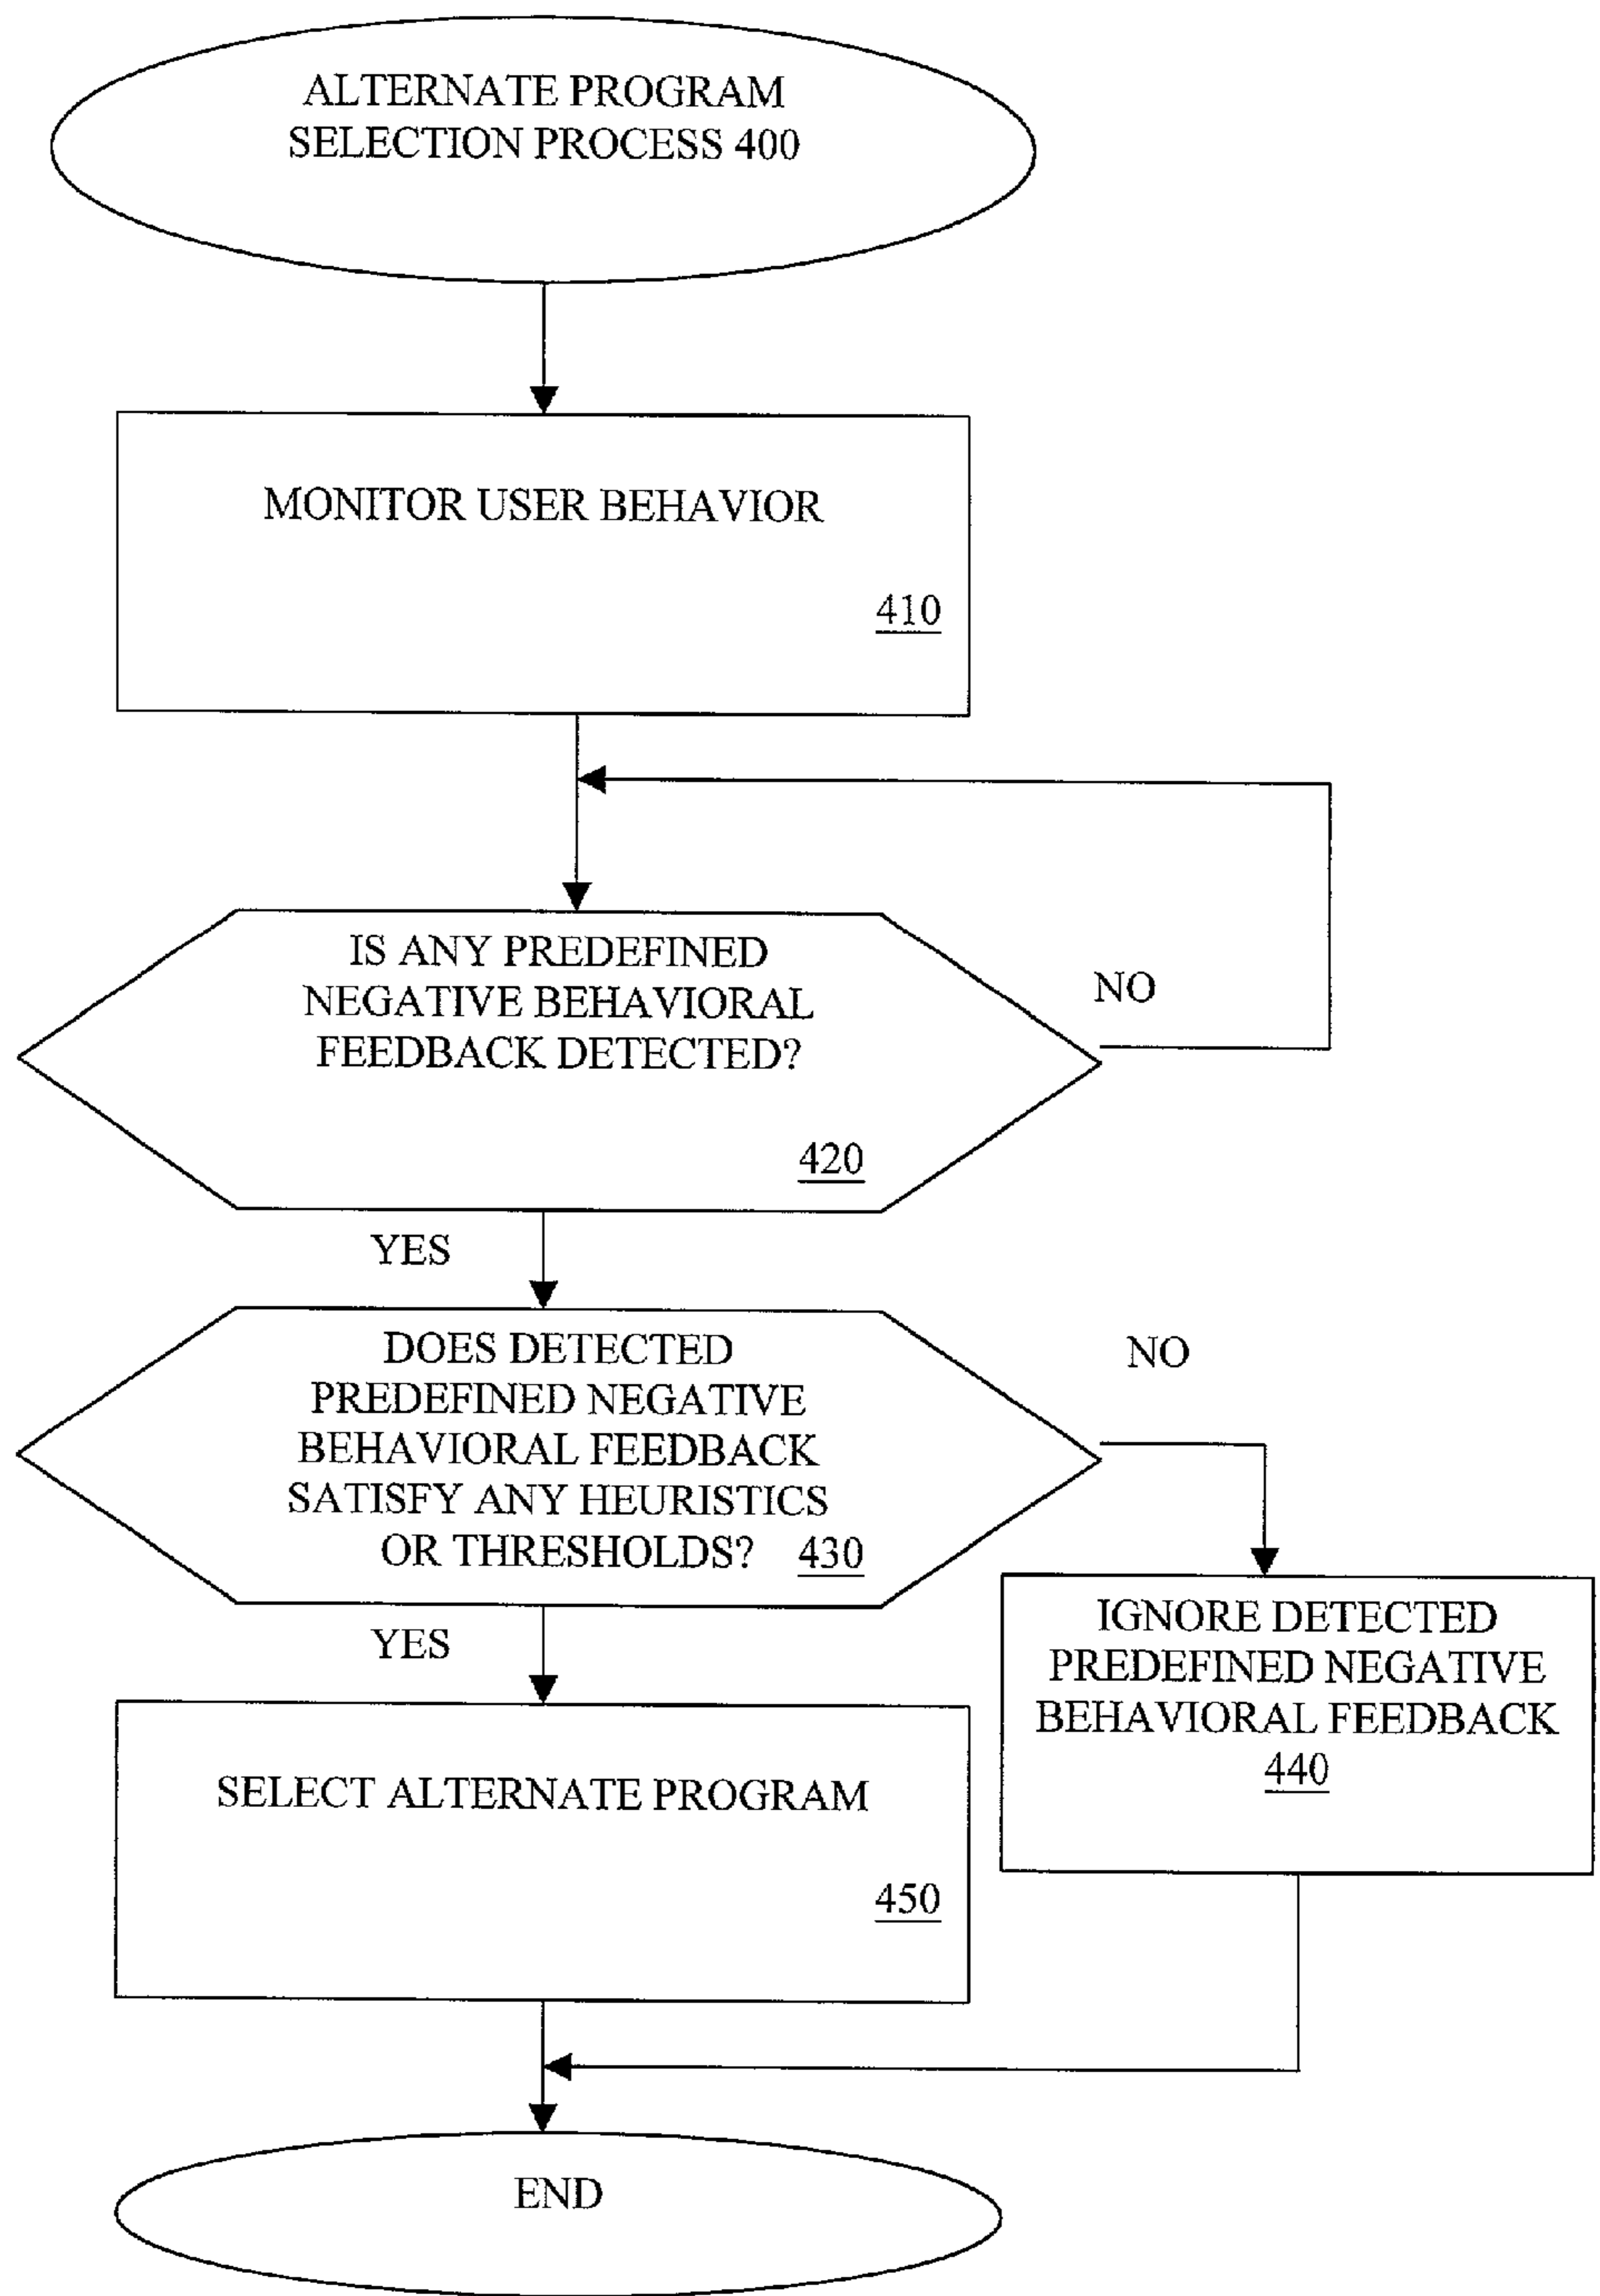 ALTERNATE PROGRAM
SELECTION PROCESS 400
MONITOR USER BEHAVIOR
410
IS ANY PREDEFINED
NEGATIVE BEHAVIORAL
FEEDBACK DETECTED?
NO
420
YES
DOES DETECTED
PREDEFINED NEGATIVE
BEHAVIORAL FEEDBACK
SATISFY ANY HEURISTICS
OR THRESHOLDS? 430
NO
YES
IGNORE DETECTED
PREDEFINED NEGATIVE
BEHAVIORAL FEEDBACK
440
SELECT ALTERNATE PROGRAM
450
END